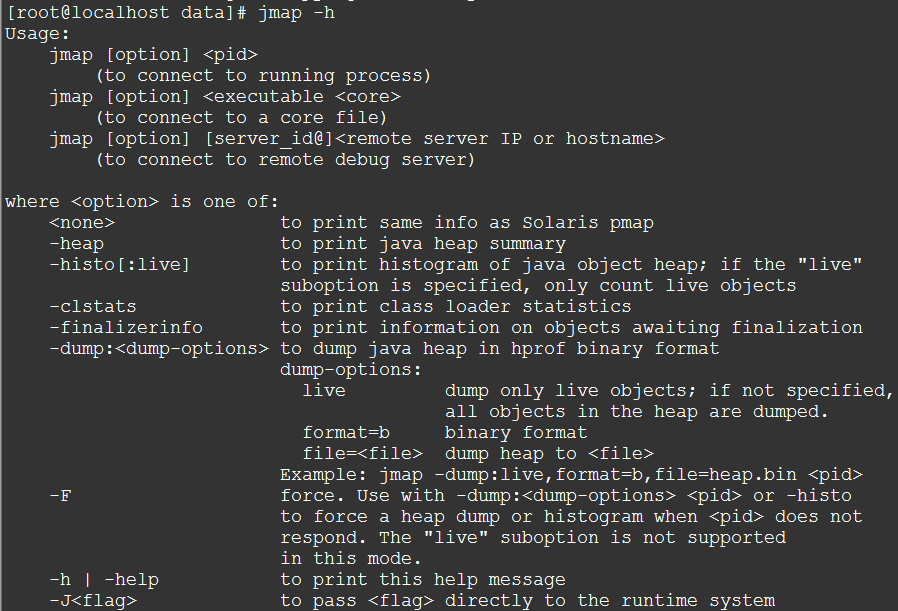 [root@localhost data]# jmap -h
Usage:
    jmap [option] <pid>
        (to connect to running process)
    jmap [option] <executable <core>
        (to connect to a core file)
    jmap [option] [server_id@]<remote server IP or hostname>
        (to connect to remote debug server)

where <option> is one of:
    <none>               to print same info as Solaris pmap
    -heap                to print java heap summary
    -histo[:live]        to print histogram of java object heap; if the "live"
                         suboption is specified, only count live objects
    -clstats             to print class loader statistics
    -finalizerinfo       to print information on objects awaiting finalization
    -dump:<dump-options> to dump java heap in hprof binary format
                         dump-options:
                           live         dump only live objects; if not specified,
                                        all objects in the heap are dumped.
                           format=b     binary format
                           file=<file>  dump heap to <file>
                         Example: jmap -dump:live,format=b,file=heap.bin <pid>
    -F                   force. Use with -dump:<dump-options> <pid> or -histo
                         to force a heap dump or histogram when <pid> does not
                         respond. The "live" suboption is not supported
                         in this mode.
    -h | -help           to print this help message
    -J<flag>             to pass <flag> directly to the runtime system